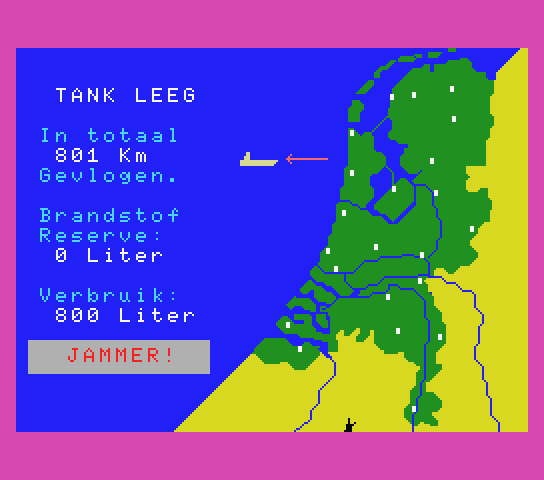 TANK LEEG
In totaal
801 Km
Gevlogen.
Brandstof
Reserve:
0 Liter
Verbruik:
800 Liter
JAMMER!